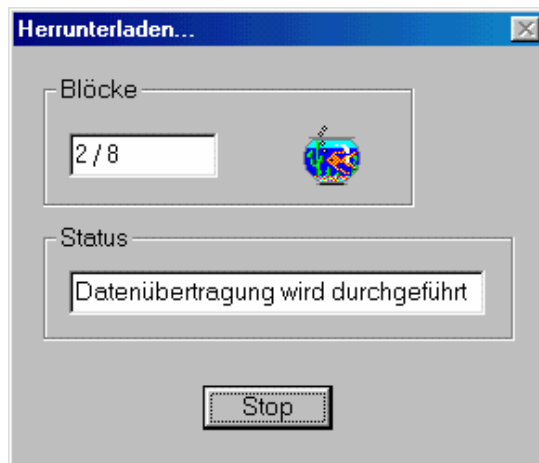 Herrunterladen...
Blöcke
2 / 8
Status
Datenübertragung wird durchgeführt
Stop